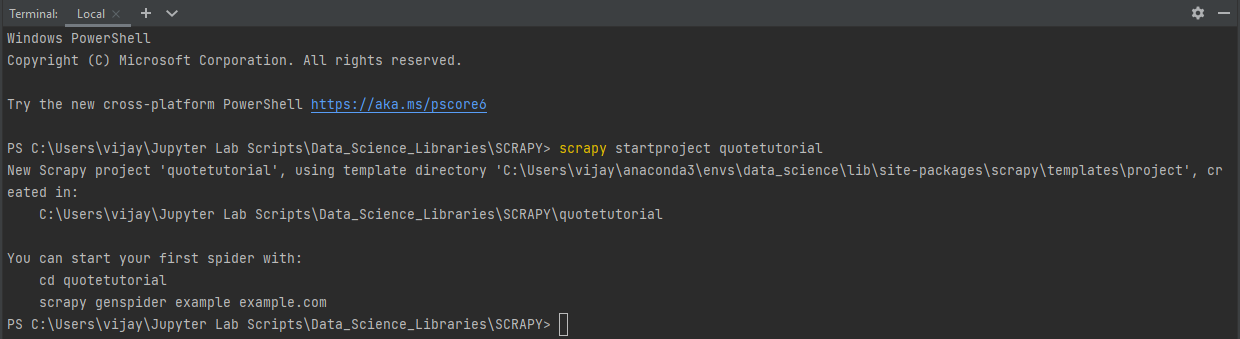 Terminal: Local
Windows PowerShell
Copyright (C) Microsoft Corporation. All rights reserved.
Try the new cross-platform PowerShell https://aka.ms/pscore6
PS C:\Users\vijay\Jupyter Lab Scripts\Data_Science_Libraries\SCRAPY> scrapy startproject quotetutorial
New Scrapy project 'quotetutorial', using template directory 'C:\Users\vijay\anaconda3\envs\data_science\lib\site-packages\scrapy\templates\project', cr
eated in:
C:\Users\vijay\Jupyter Lab Scripts\Data_Science_Libraries\SCRAPY\quotetutorial
You can start your first spider with:
cd quotetutorial
scrapy genspider example example.com
PS C:\Users\vijay\Jupyter Lab Scripts\Data_Science_Libraries\SCRAPY>